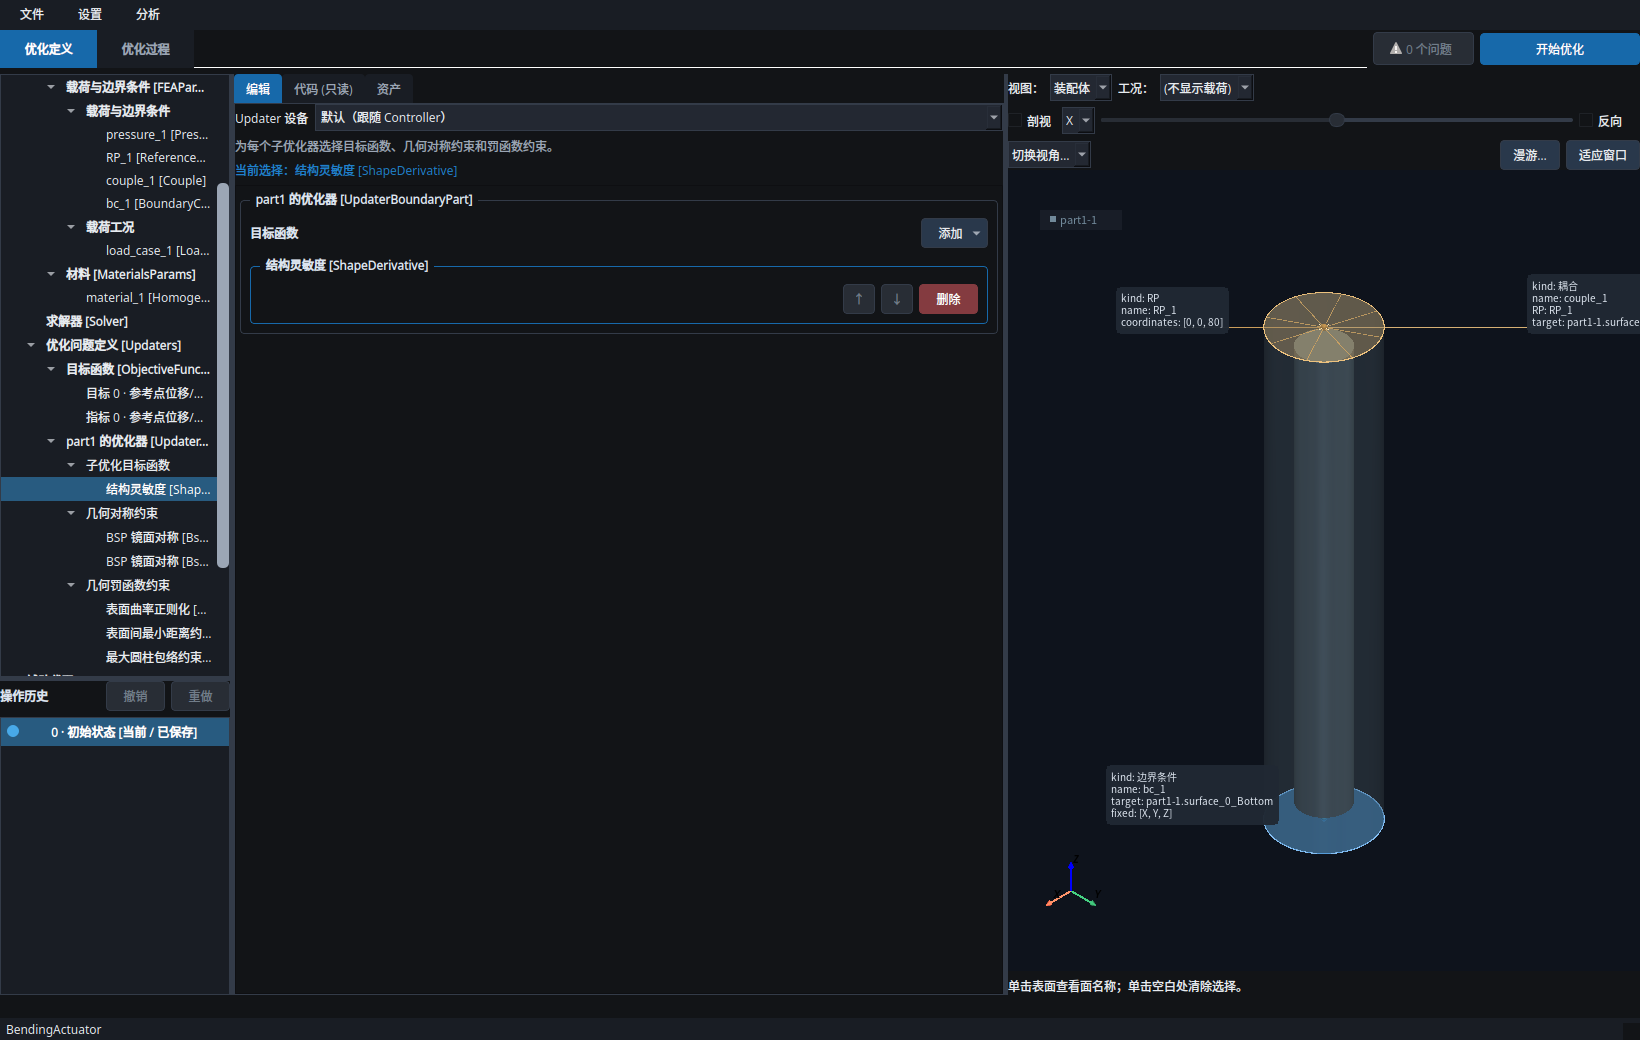 文件 设置 分析
优化定义 优化过程 0 个问题 开始优化
载荷与边界条件 [FEAPar...
载荷与边界条件
pressure_1 [Pres...
RP_1 [Reference...
couple_1 [Couple]
bc_1 [BoundaryC...
载荷工况
load_case_1 [Loa...
材料 [MaterialsParams]
material_1 [Homoge...
求解器 [Solver]
优化问题定义 [Updaters]
目标函数 [ObjectiveFunc...
目标 0 · 参考点位移/...
指标 0 · 参考点位移/...
part1 的优化器 [Updater...
子优化目标函数
结构灵敏度 [Shap...
几何对称约束
BSP 镜面对称 [Bs...
BSP 镜面对称 [Bs...
几何罚函数约束
表面曲率正则化 [...
表面间最小距离约...
最大圆柱包络约束...
操作历史 撤销 重做
0 · 初始状态 [当前 / 已保存]
编辑 代码 (只读) 资产
Updater 设备 默认（跟随 Controller）
为每个子优化器选择目标函数、几何对称约束和罚函数约束。
当前选择：结构灵敏度 [ShapeDerivative]
part1 的优化器 [UpdaterBoundaryPart]
目标函数 添加
结构灵敏度 [ShapeDerivative]
↑ ↓ 删除
视图： 装配体 工况： (不显示载荷)
剖视 X 反向
切换视角... 漫游... 适应窗口
part1-1
kind: RP
name: RP_1
coordinates: [0, 0, 80]
kind: 耦合
name: couple_1
RP: RP_1
target: part1-1.surface
kind: 边界条件
name: bc_1
target: part1-1.surface_0_Bottom
fixed: [X, Y, Z]
Z
Y
单击表面查看面名称；单击空白处清除选择。
BendingActuator